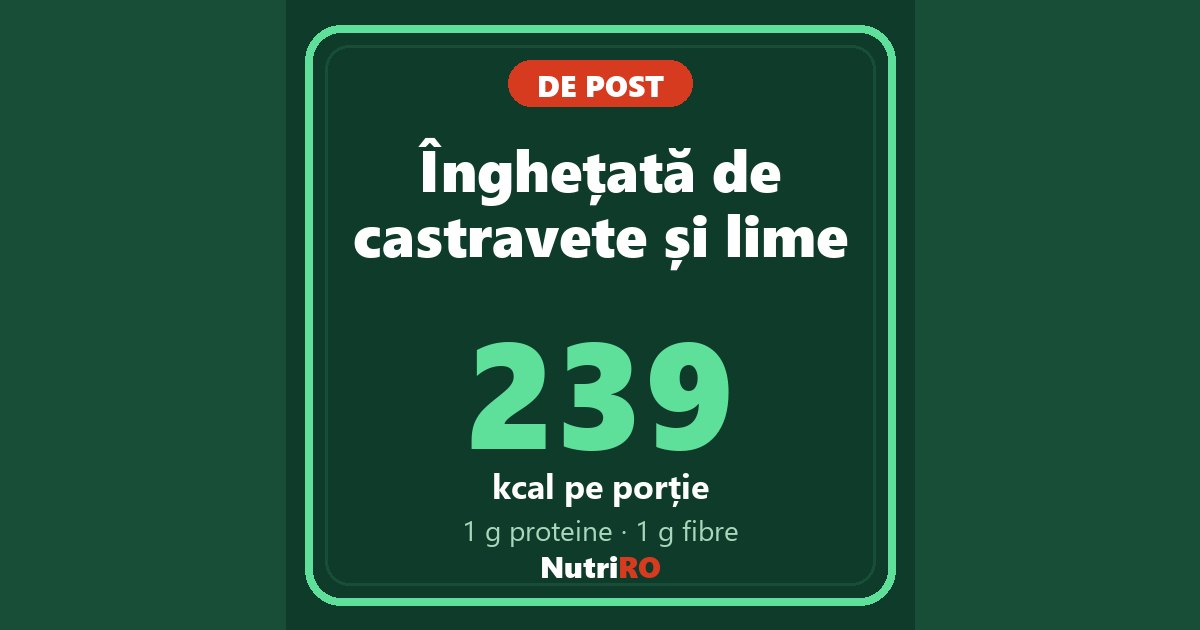 DE POST
Înghețată de
castravete și lime
239
kcal pe porție
1 g proteine · 1 g fibre
NutriRO